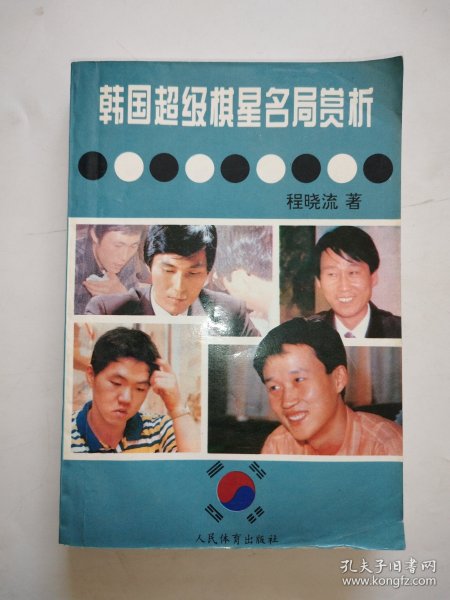 韩国超级棋星名局赏析
程晓流 著
人民体育出版社
孔夫子旧书网
www.kongfz.com